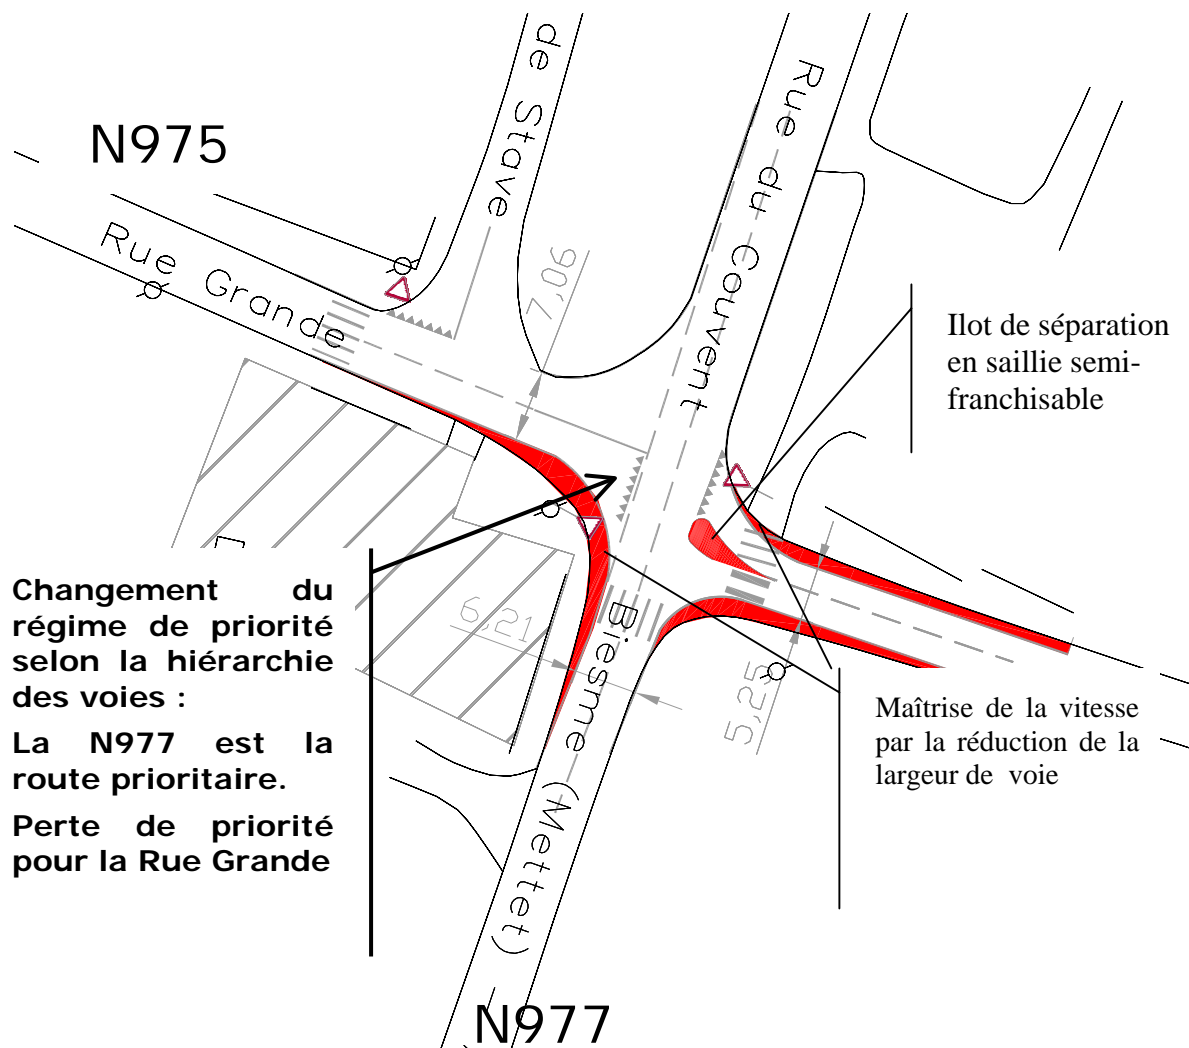 N975
de Stave
Rue du Couvent
Rue Grande
7,06
Ilot de séparation
en saillie semi-
franchisable
Changement du
régime de priorité
selon la hiérarchie
des voies :
La N977 est la
route prioritaire.
Perte de priorité
pour la Rue Grande
6,21
Biesme (Mettet)
5,25
Maîtrise de la vitesse
par la réduction de la
largeur de voie
N977